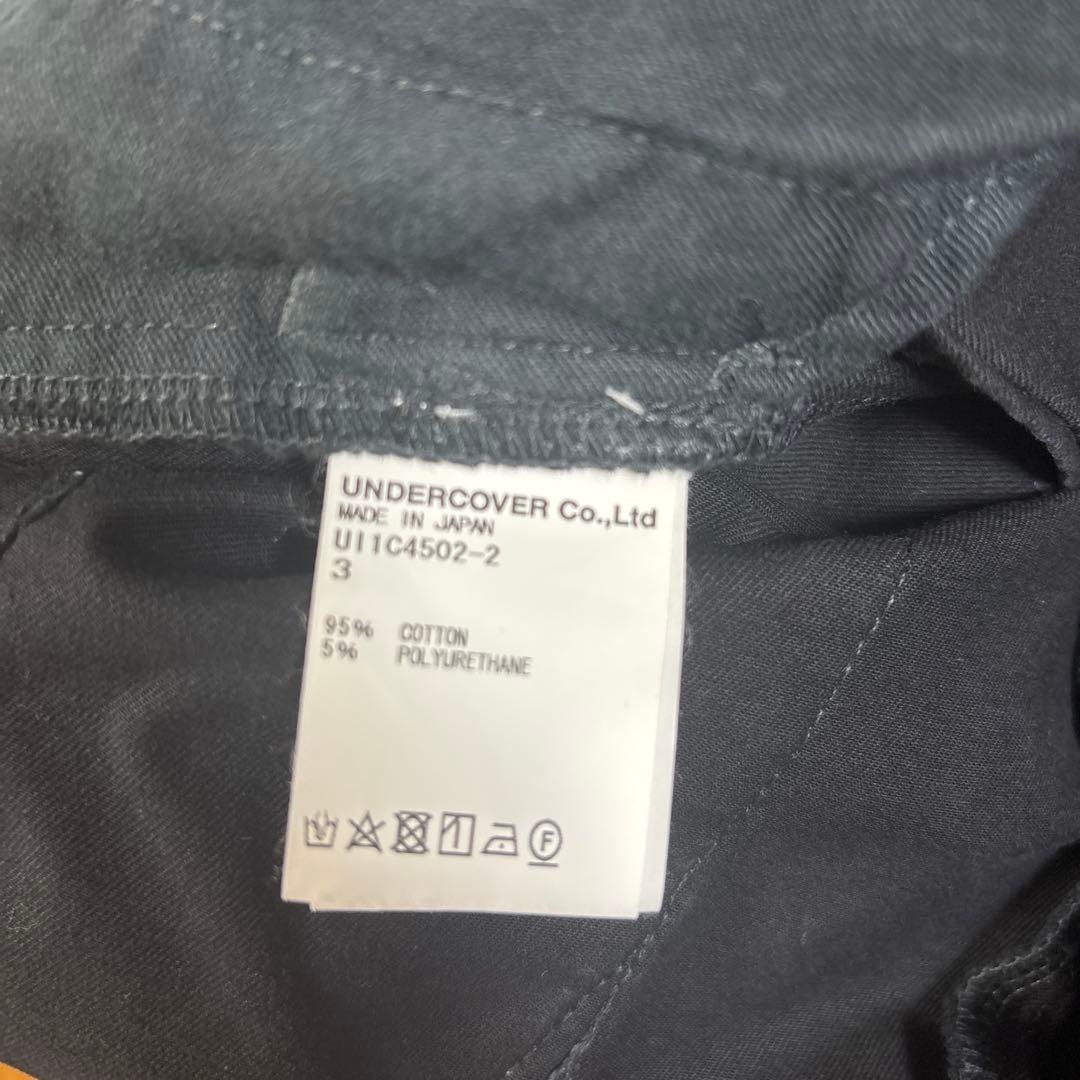 UNDERCOVER Co.,Ltd
MADE IN JAPAN
UI1C4502-2
3
95% COTTON
5% POLYURETHANE
F